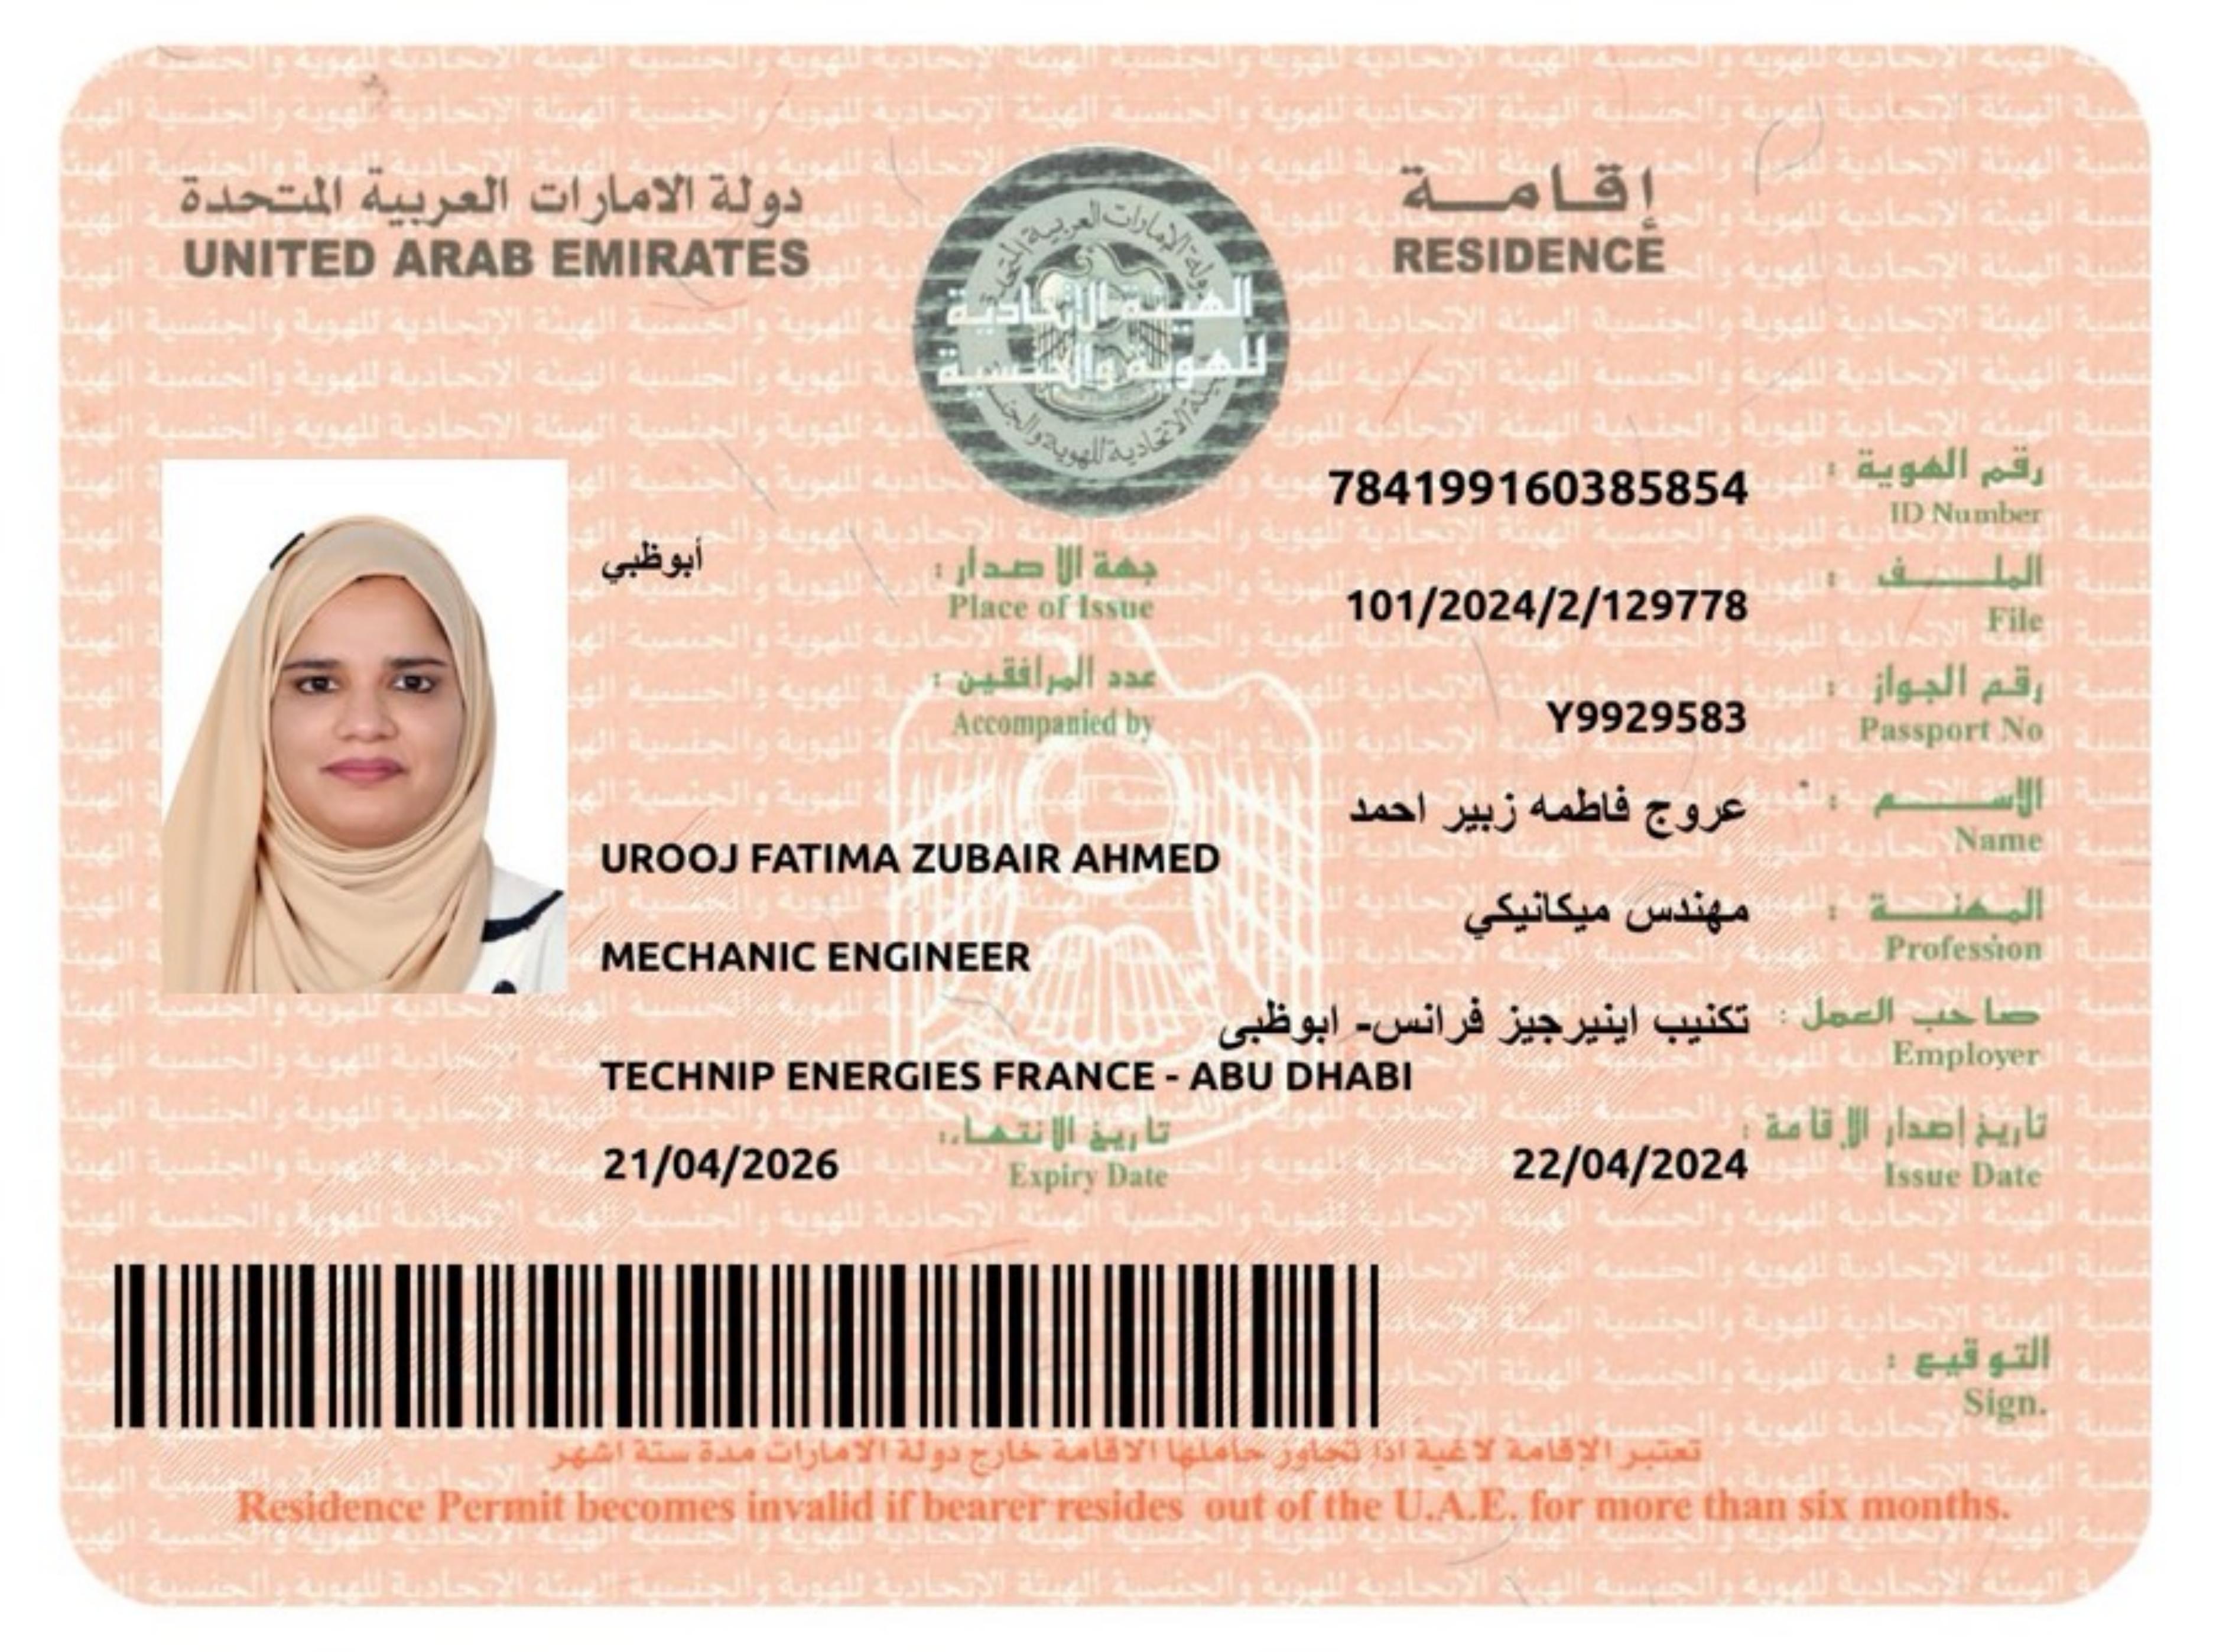 دولة الامارات العربية المتحدة
UNITED ARAB EMIRATES
إقامـة
RESIDENCE
الهيئة الإتحادية
للهوية والجنسية
رقم الهوية :
784199160385854
ID Number
أبوظبي
جهة الاصدار :
Place of Issue
الملف :
101/2024/2/129778
File
عدد المرافقين :
Accompanied by
رقم الجواز :
Y9929583
Passport No
الاسم :
عروج فاطمه زبير احمد
Name
UROOJ FATIMA ZUBAIR AHMED
المهنة :
مهندس ميكانيكي
Profession
MECHANIC ENGINEER
صاحب العمل :
تكنيب اينيرجيز فرانس- ابوظبى
Employer
TECHNIP ENERGIES FRANCE - ABU DHABI
تاريخ إصدار الإقامة :
22/04/2024
Issue Date
تاريخ الانتهاء:
21/04/2026
Expiry Date
التوقيع :
Sign.
تعتبر الإقامة لاغية اذا تجاوز حاملها الاقامة خارج دولة الامارات مدة ستة اشهر
Residence Permit becomes invalid if bearer resides out of the U.A.E. for more than six months.